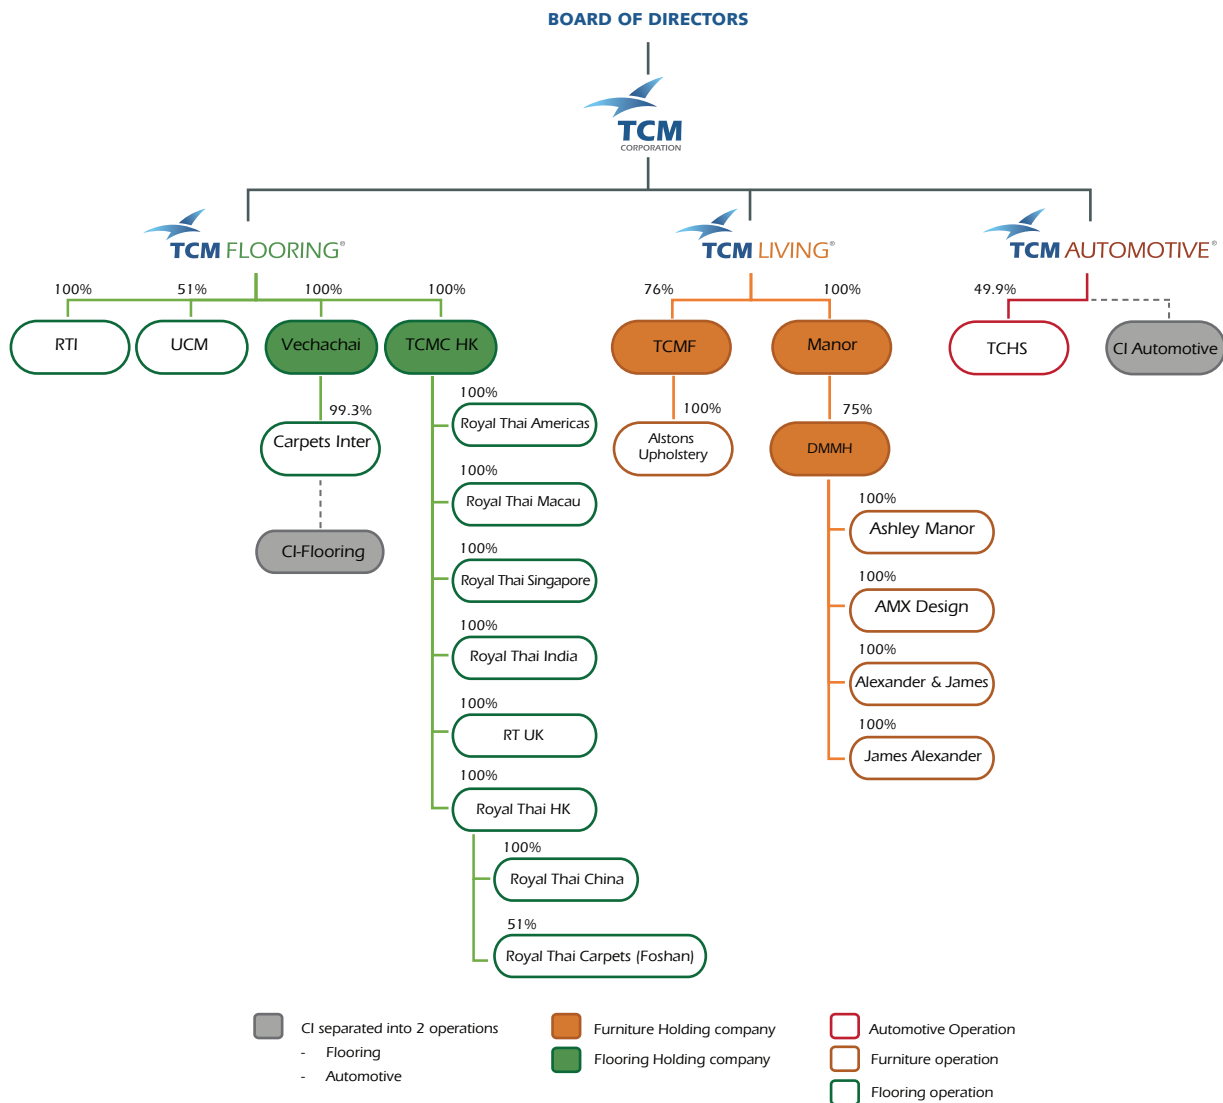 BOARD OF DIRECTORS
TCM
CORPORATION
TCM FLOORING®
TCM LIVING®
TCM AUTOMOTIVE®
100%
51%
100%
100%
76%
100%
49.9%
RTI
UCM
Vechachai
TCMC HK
TCMF
Manor
TCHS
CI Automotive
99.3%
Carpets Inter
CI-Flooring
100%
Royal Thai Americas
100%
Royal Thai Macau
100%
Royal Thai Singapore
100%
Royal Thai India
100%
RT UK
100%
Royal Thai HK
100%
Royal Thai China
51%
Royal Thai Carpets (Foshan)
100%
Alstons
Upholstery
75%
DMMH
100%
Ashley Manor
100%
AMX Design
100%
Alexander & James
100%
James Alexander
CI separated into 2 operations
- Flooring
- Automotive
Furniture Holding company
Flooring Holding company
Automotive Operation
Furniture operation
Flooring operation